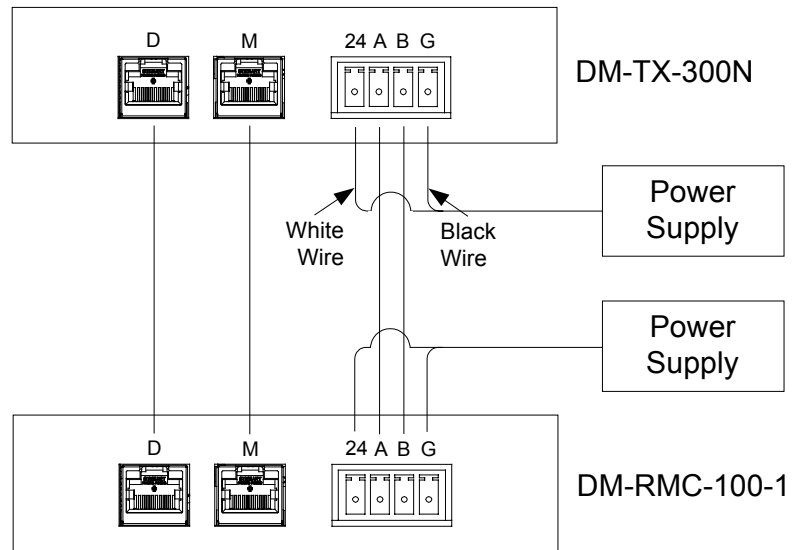 D M 24 A B G
DM-TX-300N
White
Wire
Black
Wire
Power
Supply
Power
Supply
D M 24 A B G
DM-RMC-100-1